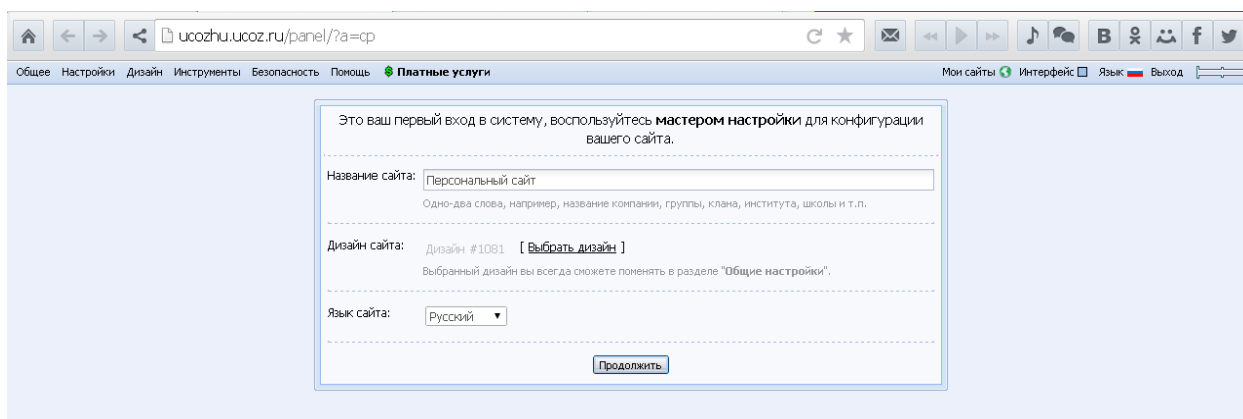 ucozhu.ucoz.ru/panel/?a=cp
Общее Настройки Дизайн Инструменты Безопасность Помощь $ Платные услуги Мои сайты Интерфейс Язык Выход
Это ваш первый вход в систему, воспользуйтесь мастером настройки для конфигурации
вашего сайта.
Название сайта: Персональный сайт
Одно-два слова, например, название компании, группы, клана, института, школы и т.п.
Дизайн сайта: Дизайн #1081 [ Выбрать дизайн ]
Выбранный дизайн вы всегда сможете поменять в разделе "Общие настройки".
Язык сайта: Русский
Продолжить